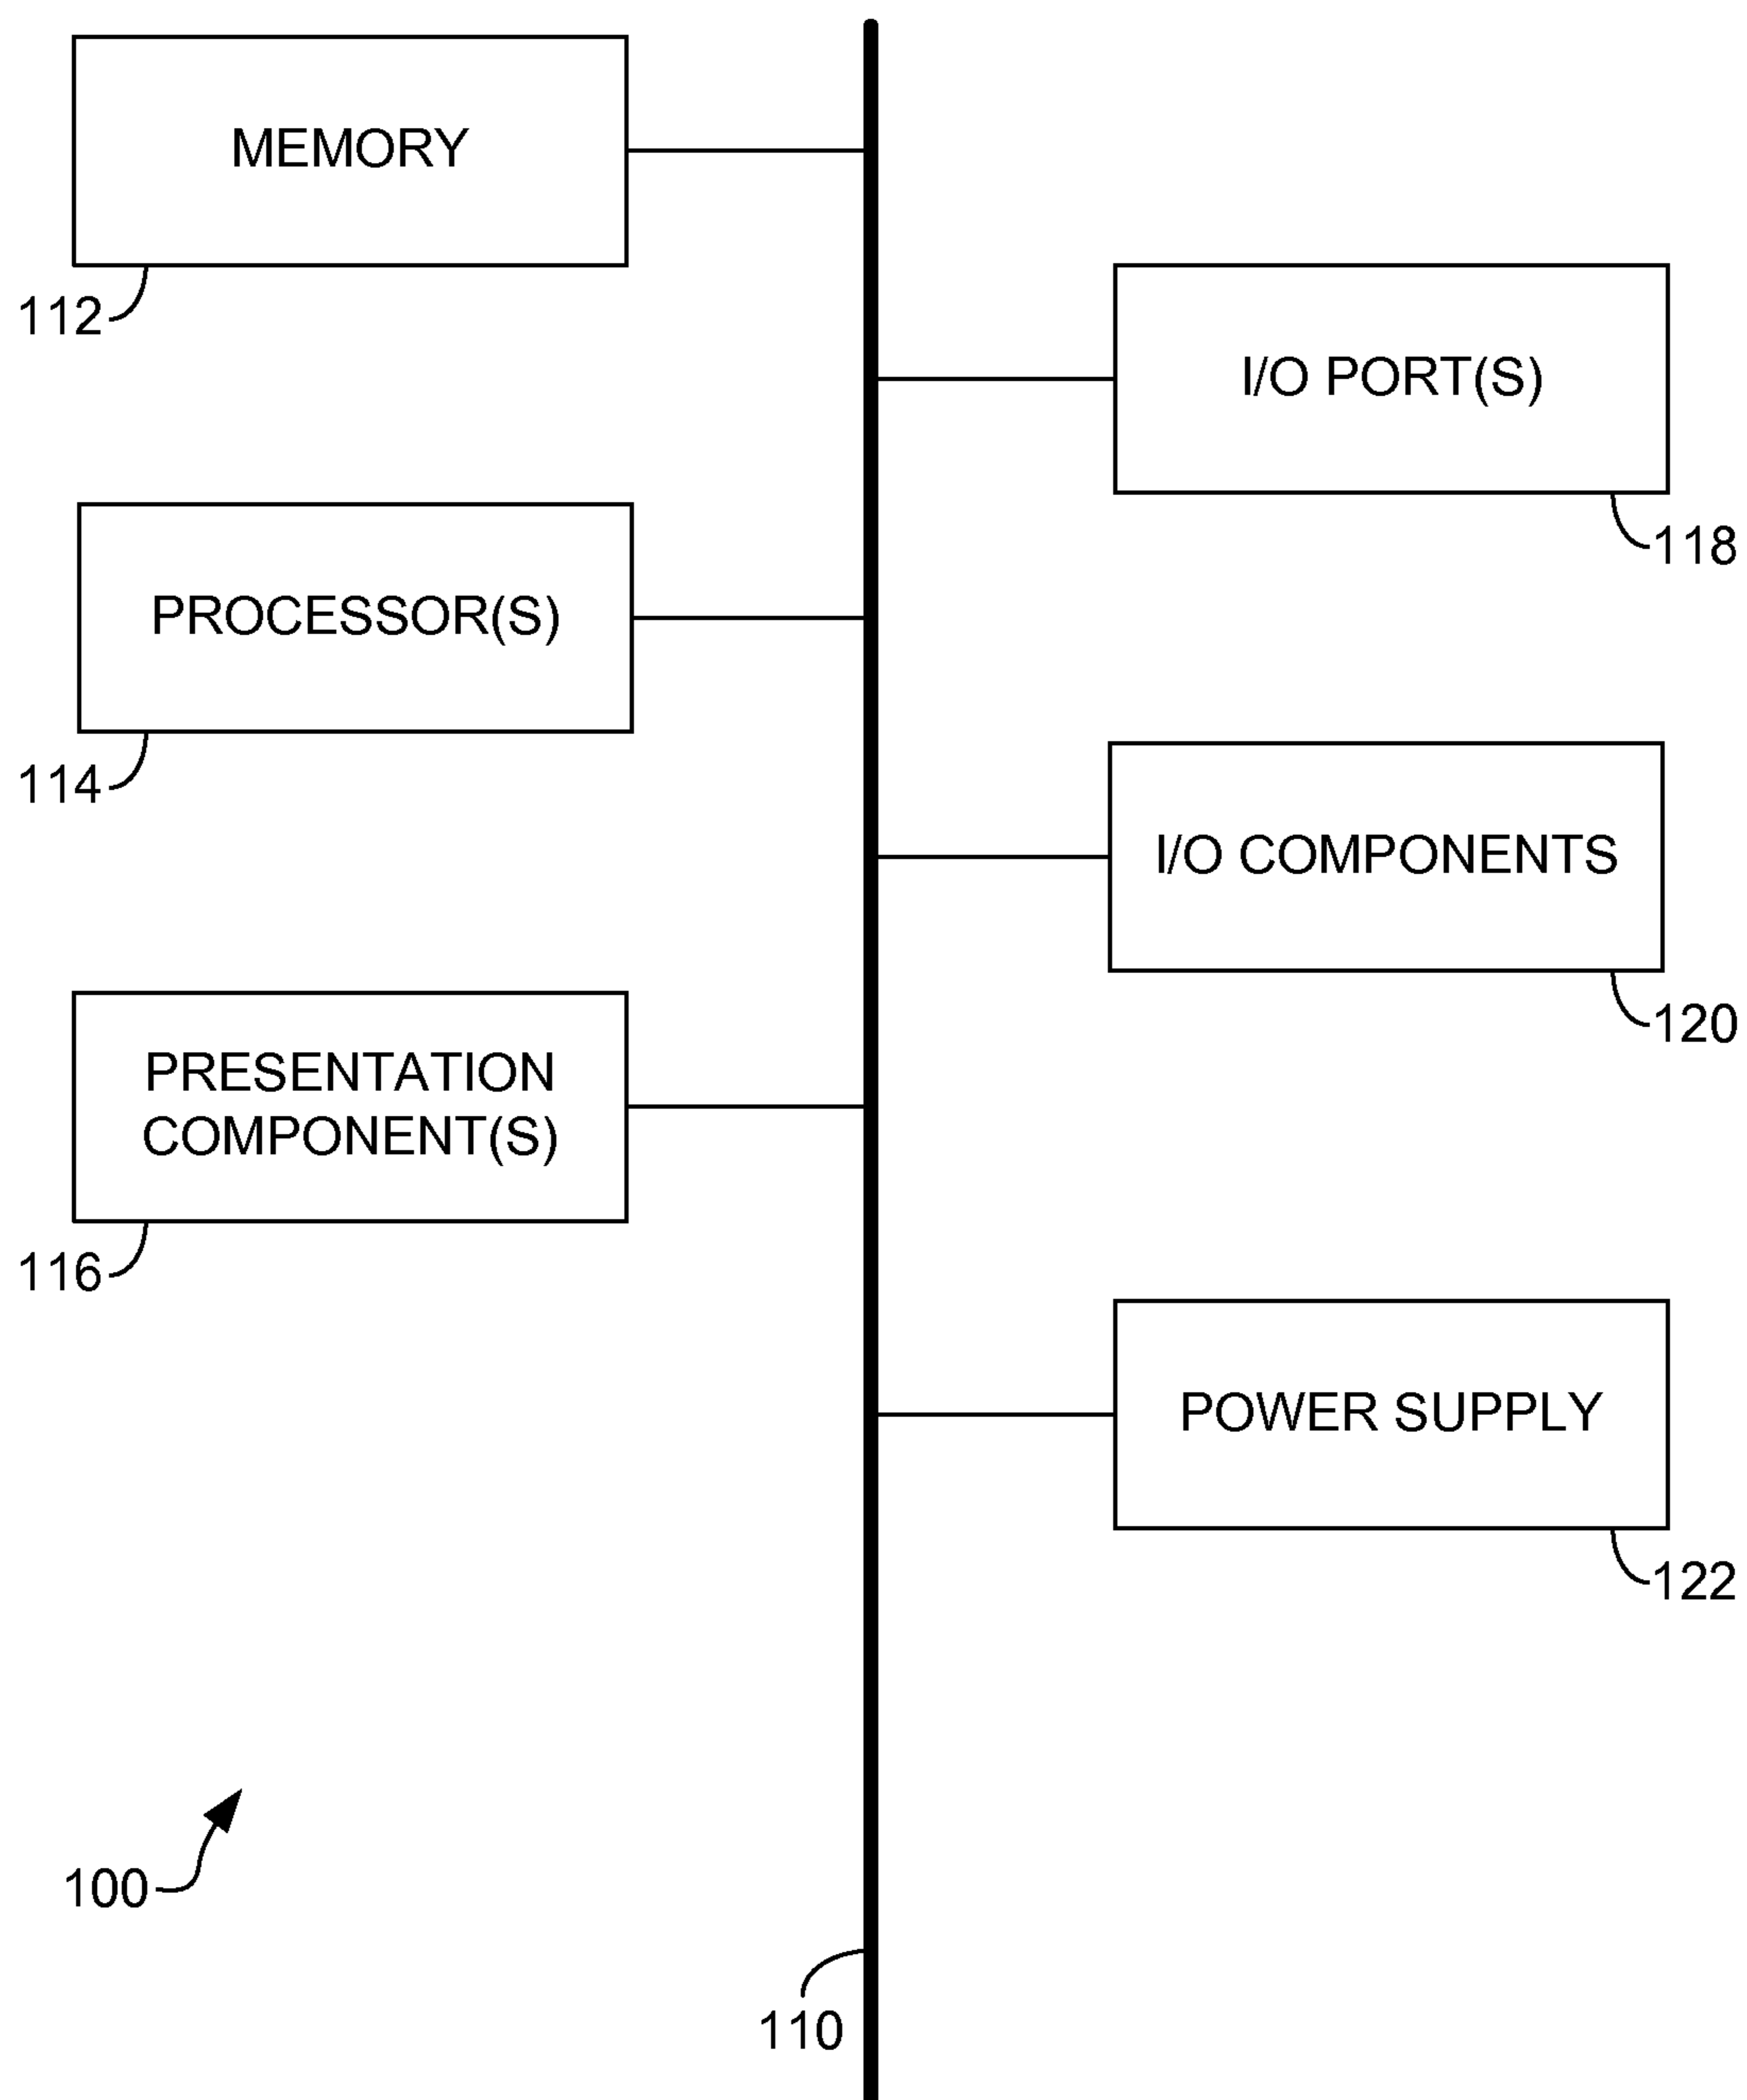 MEMORY
112
I/O PORT(S)
118
PROCESSOR(S)
114
I/O COMPONENTS
120
PRESENTATION
COMPONENT(S)
116
POWER SUPPLY
122
100
110